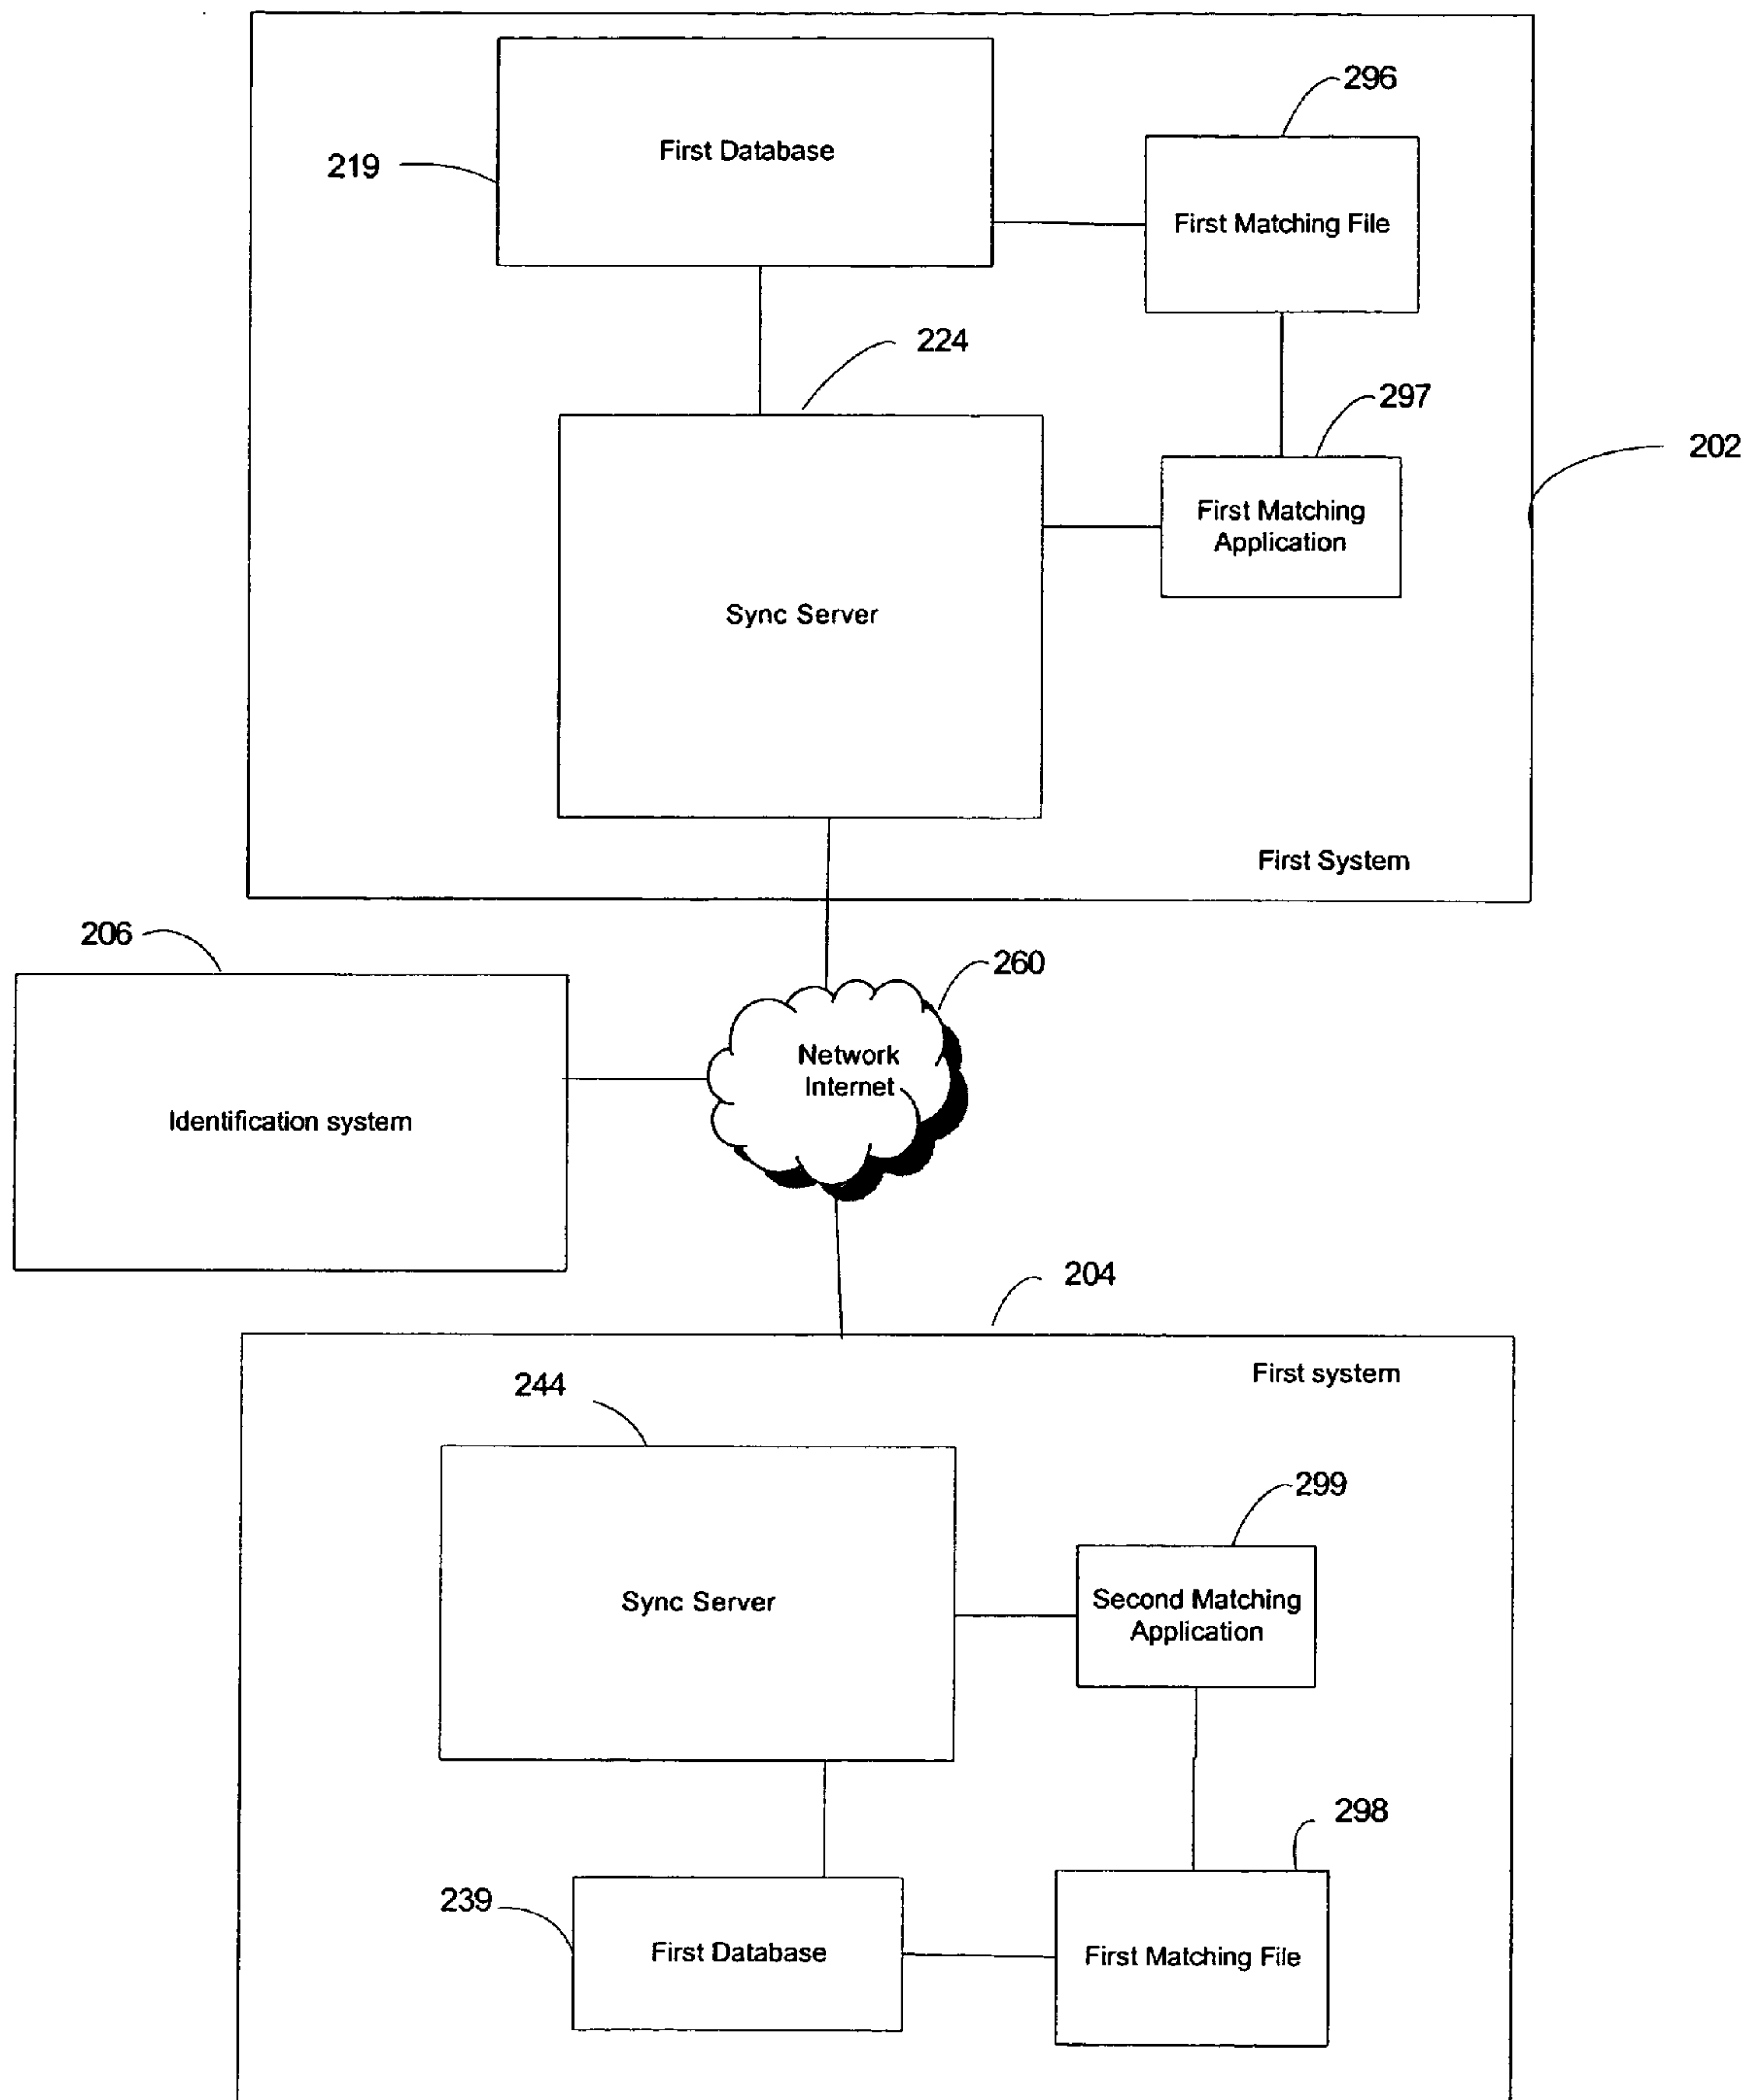 296
First Database
219
First Matching File
224
297
202
First Matching
Application
Sync Server
First System
206
260
Network
Internet
Identification system
204
First system
244
299
Second Matching
Application
Sync Server
298
239
First Database
First Matching File